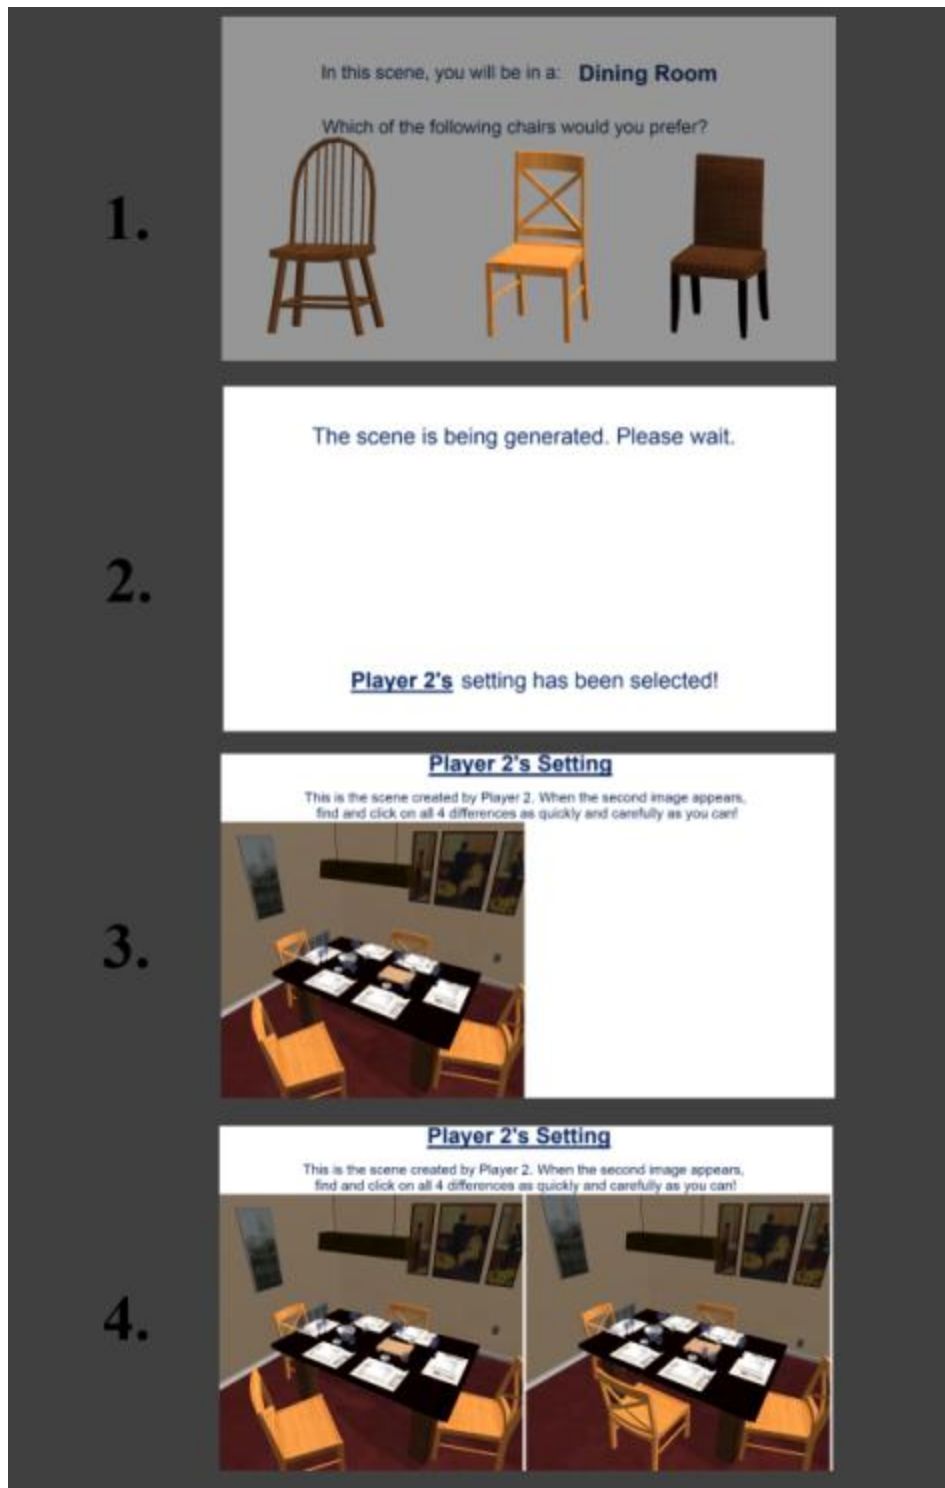 1.
In this scene, you will be in a: Dining Room
Which of the following chairs would you prefer?
2.
The scene is being generated. Please wait.
Player 2's setting has been selected!
3.
Player 2's Setting
This is the scene created by Player 2. When the second image appears,
find and click on all 4 differences as quickly and carefully as you can!
4.
Player 2's Setting
This is the scene created by Player 2. When the second image appears,
find and click on all 4 differences as quickly and carefully as you can!